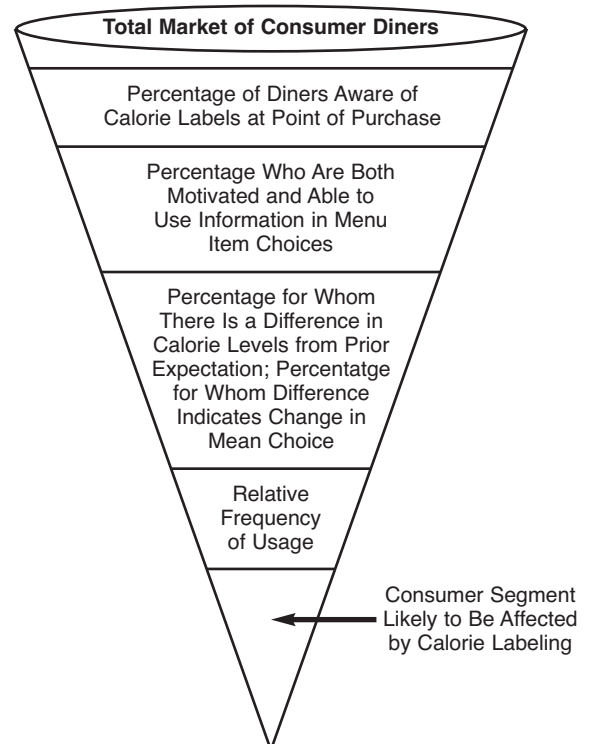 Total Market of Consumer Diners
Percentage of Diners Aware of
Calorie Labels at Point of Purchase
Percentage Who Are Both
Motivated and Able to
Use Information in Menu
Item Choices
Percentage for Whom
There Is a Difference in
Calorie Levels from Prior
Expectation; Percentatge
for Whom Difference
Indicates Change in
Mean Choice
Relative
Frequency
of Usage
Consumer Segment
Likely to Be Affected
by Calorie Labeling